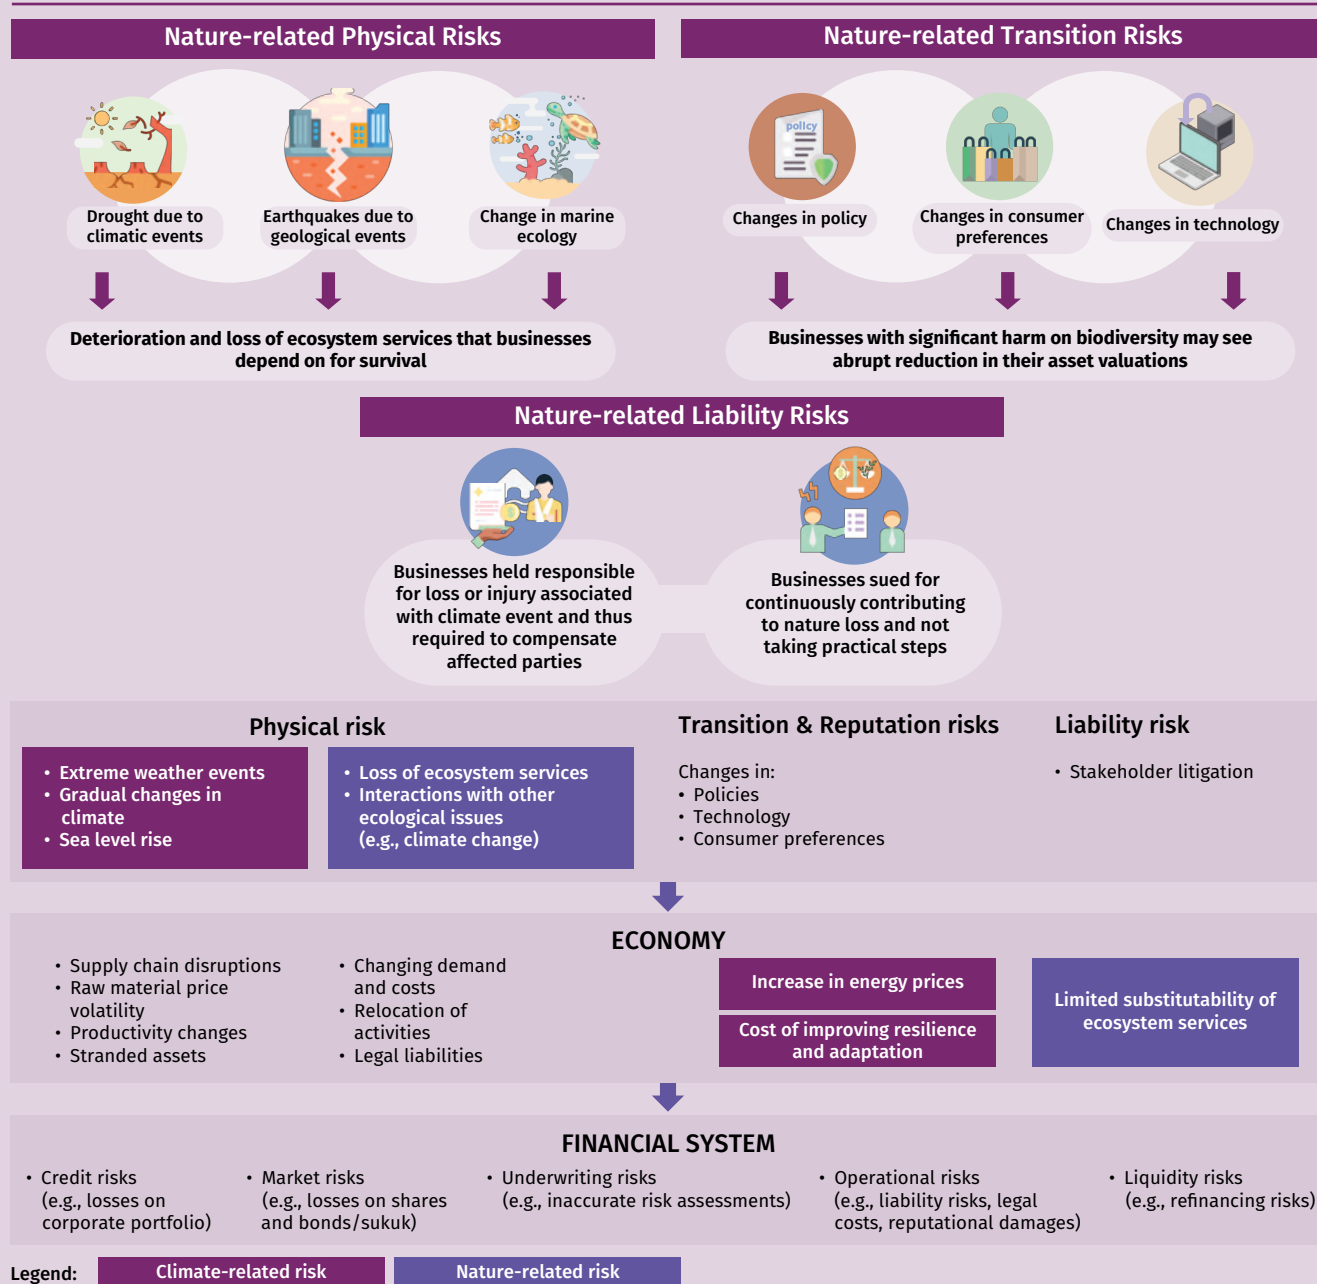 Nature-related Physical Risks
Drought due to
climatic events
Earthquakes due to
geological events
Change in marine
ecology
Deterioration and loss of ecosystem services that businesses
depend on for survival
Nature-related Transition Risks
policy
Changes in policy
Changes in consumer
preferences
Changes in technology
Businesses with significant harm on biodiversity may see
abrupt reduction in their asset valuations
Nature-related Liability Risks
Businesses held responsible
for loss or injury associated
with climate event and thus
required to compensate
affected parties
Businesses sued for
continuously contributing
to nature loss and not
taking practical steps
Physical risk
• Extreme weather events
• Gradual changes in
climate
• Sea level rise
• Loss of ecosystem services
• Interactions with other
ecological issues
(e.g., climate change)
Transition & Reputation risks
Changes in:
• Policies
• Technology
• Consumer preferences
Liability risk
• Stakeholder litigation
ECONOMY
• Supply chain disruptions
• Raw material price
volatility
• Productivity changes
• Stranded assets
• Changing demand
and costs
• Relocation of
activities
• Legal liabilities
Increase in energy prices
Cost of improving resilience
and adaptation
Limited substitutability of
ecosystem services
FINANCIAL SYSTEM
• Credit risks
(e.g., losses on
corporate portfolio)
• Market risks
(e.g., losses on shares
and bonds/sukuk)
• Underwriting risks
(e.g., inaccurate risk assessments)
• Operational risks
(e.g., liability risks, legal
costs, reputational damages)
• Liquidity risks
(e.g., refinancing risks)
Legend:
Climate-related risk
Nature-related risk